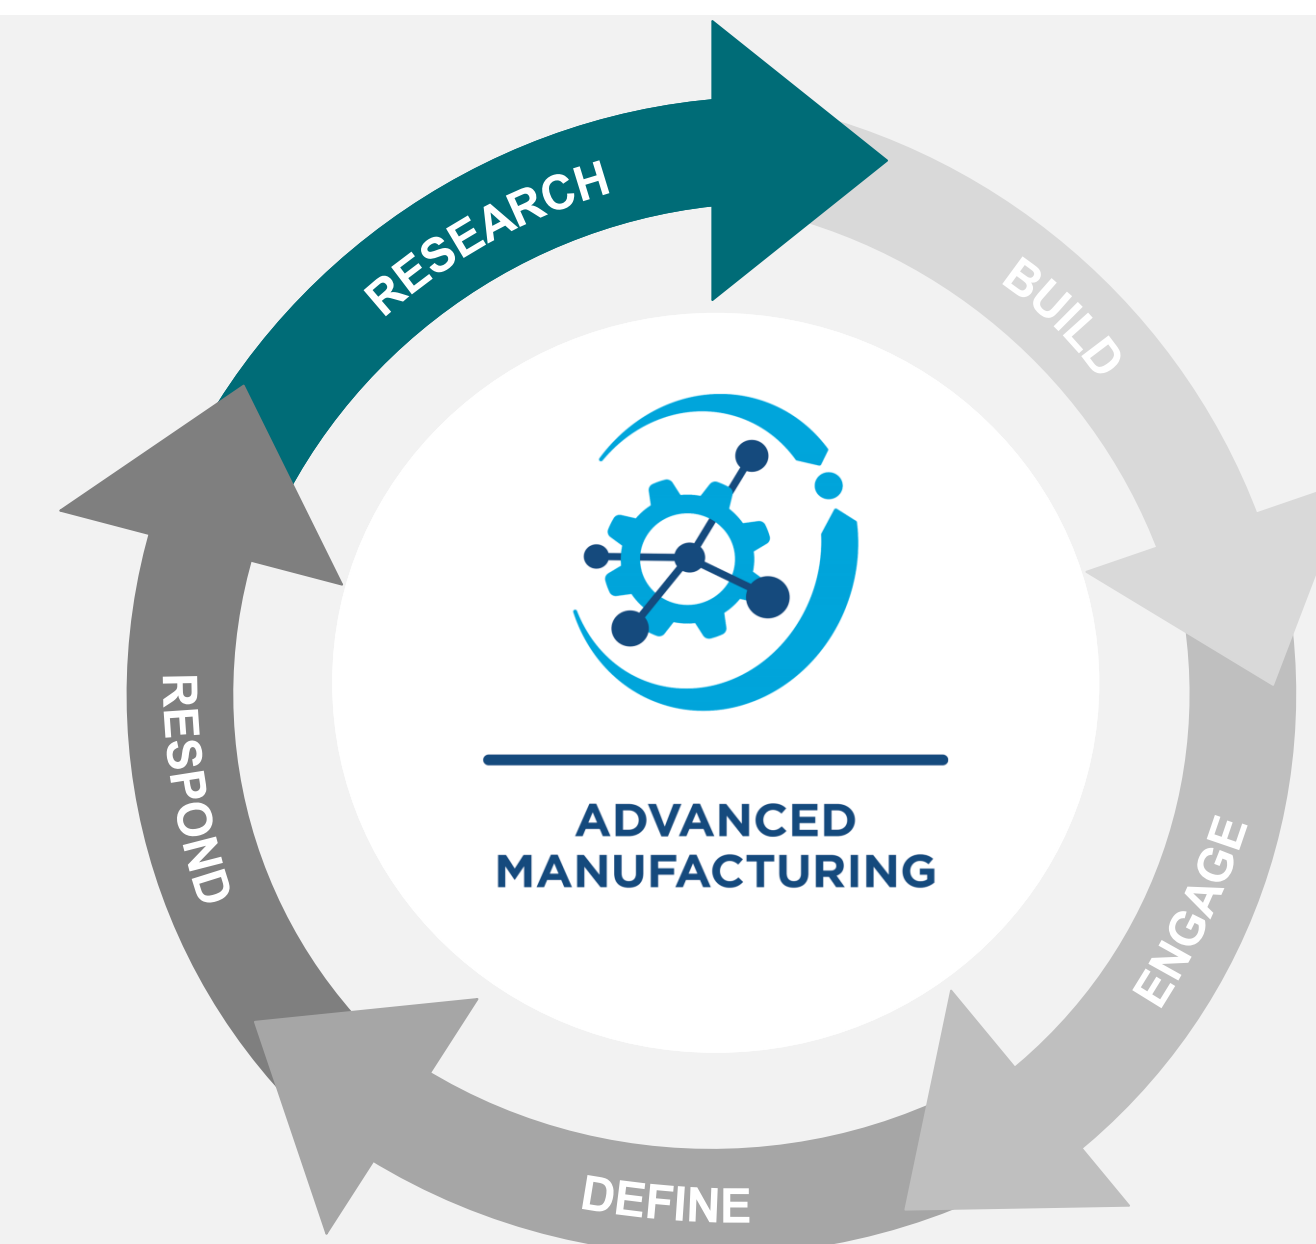 RESEARCH
BUILD
ENGAGE
DEFINE
RESPOND
ADVANCED
MANUFACTURING